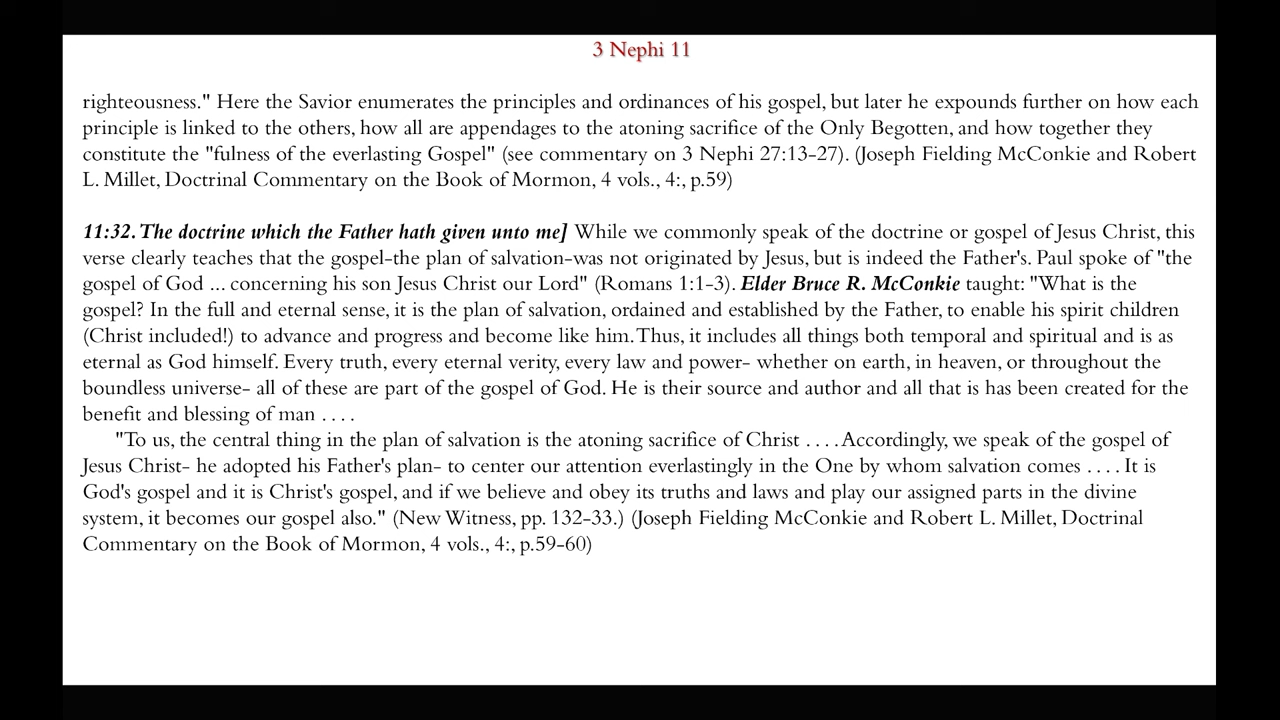 3 Nephi 11
righteousness." Here the Savior enumerates the principles and ordinances of his gospel, but later he expounds further on how each
principle is linked to the others, how all are appendages to the atoning sacrifice of the Only Begotten, and how together they
constitute the "fulness of the everlasting Gospel" (see commentary on 3 Nephi 27:13-27). (Joseph Fielding McConkie and Robert
L. Millet, Doctrinal Commentary on the Book of Mormon, 4 vols., 4:, p.59)
11:32. The doctrine which the Father hath given unto me] While we commonly speak of the doctrine or gospel of Jesus Christ, this
verse clearly teaches that the gospel-the plan of salvation-was not originated by Jesus, but is indeed the Father's. Paul spoke of "the
gospel of God ... concerning his son Jesus Christ our Lord" (Romans 1:1-3). Elder Bruce R. McConkie taught: "What is the
gospel? In the full and eternal sense, it is the plan of salvation, ordained and established by the Father, to enable his spirit children
(Christ included!) to advance and progress and become like him. Thus, it includes all things both temporal and spiritual and is as
eternal as God himself. Every truth, every eternal verity, every law and power- whether on earth, in heaven, or throughout the
boundless universe- all of these are part of the gospel of God. He is their source and author and all that is has been created for the
benefit and blessing of man . . . .
"To us, the central thing in the plan of salvation is the atoning sacrifice of Christ . . . . Accordingly, we speak of the gospel of
Jesus Christ- he adopted his Father's plan- to center our attention everlastingly in the One by whom salvation comes . . . . It is
God's gospel and it is Christ's gospel, and if we believe and obey its truths and laws and play our assigned parts in the divine
system, it becomes our gospel also." (New Witness, pp. 132-33.) (Joseph Fielding McConkie and Robert L. Millet, Doctrinal
Commentary on the Book of Mormon, 4 vols., 4:, p.59-60)